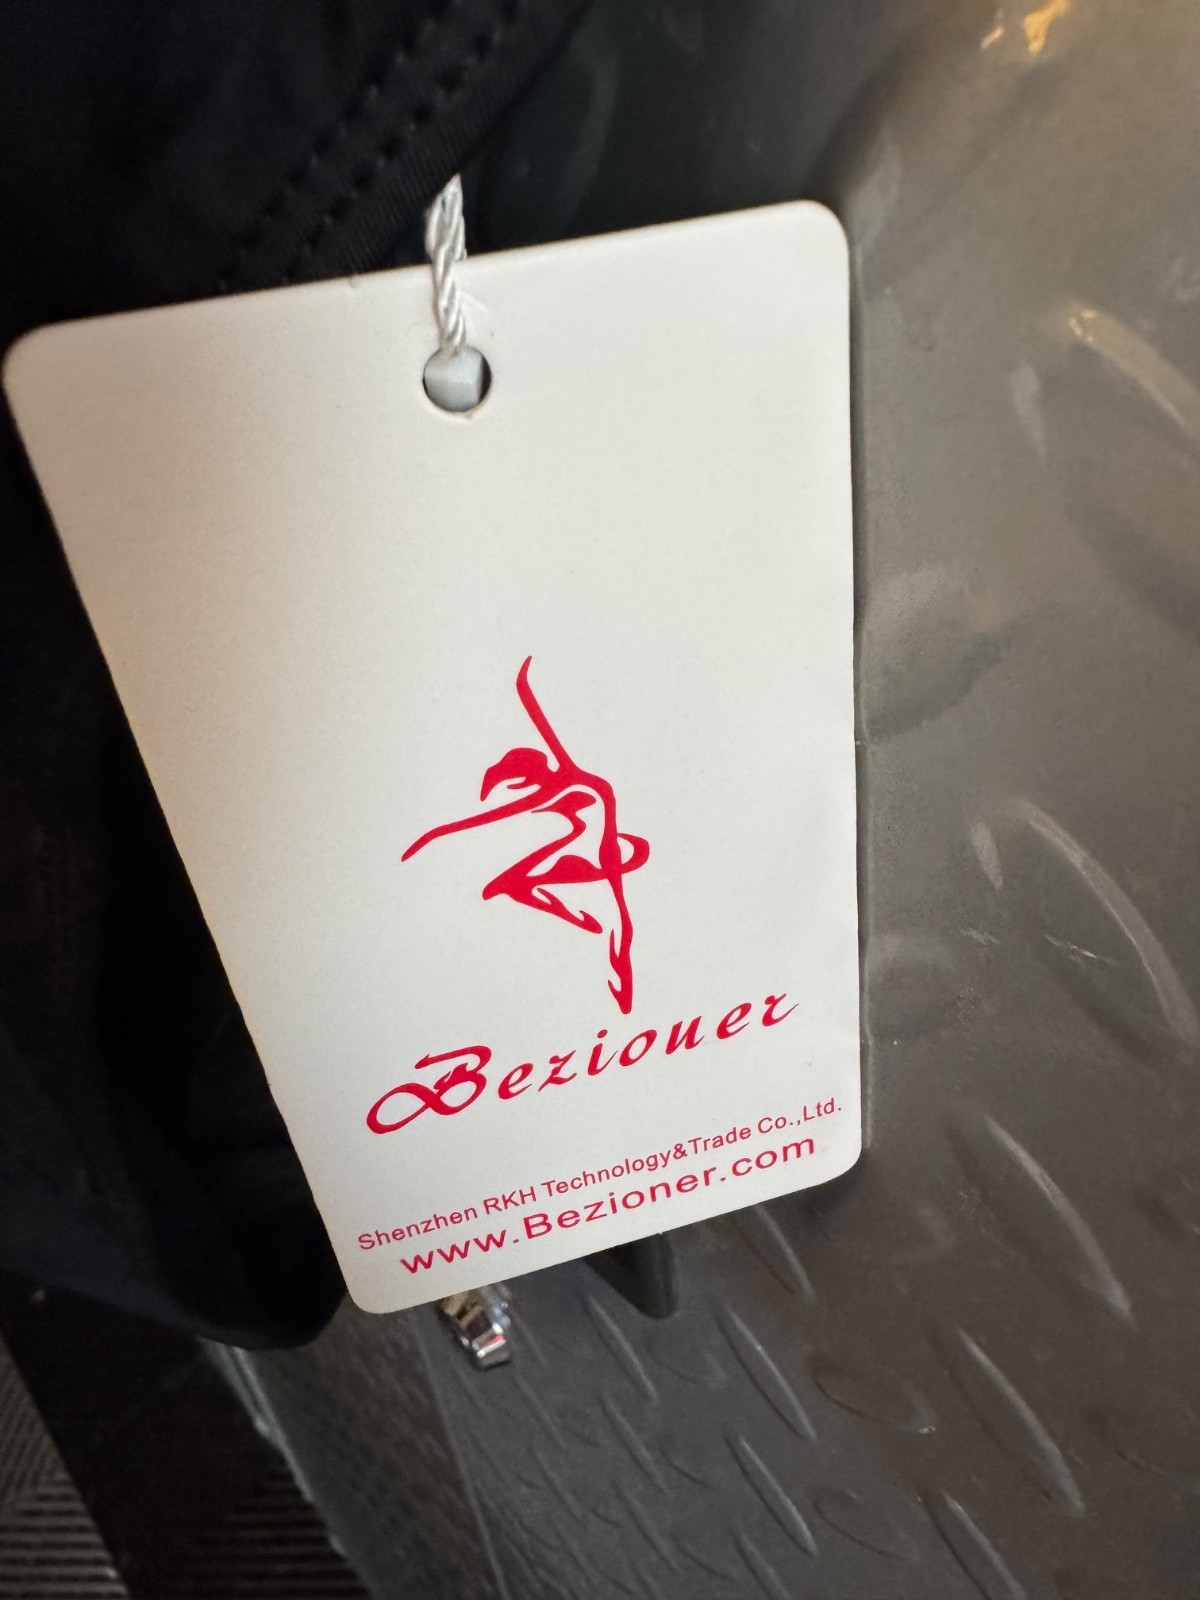 Bezioner
Shenzhen RKH Technology&Trade Co.,Ltd.
www.Bezioner.com